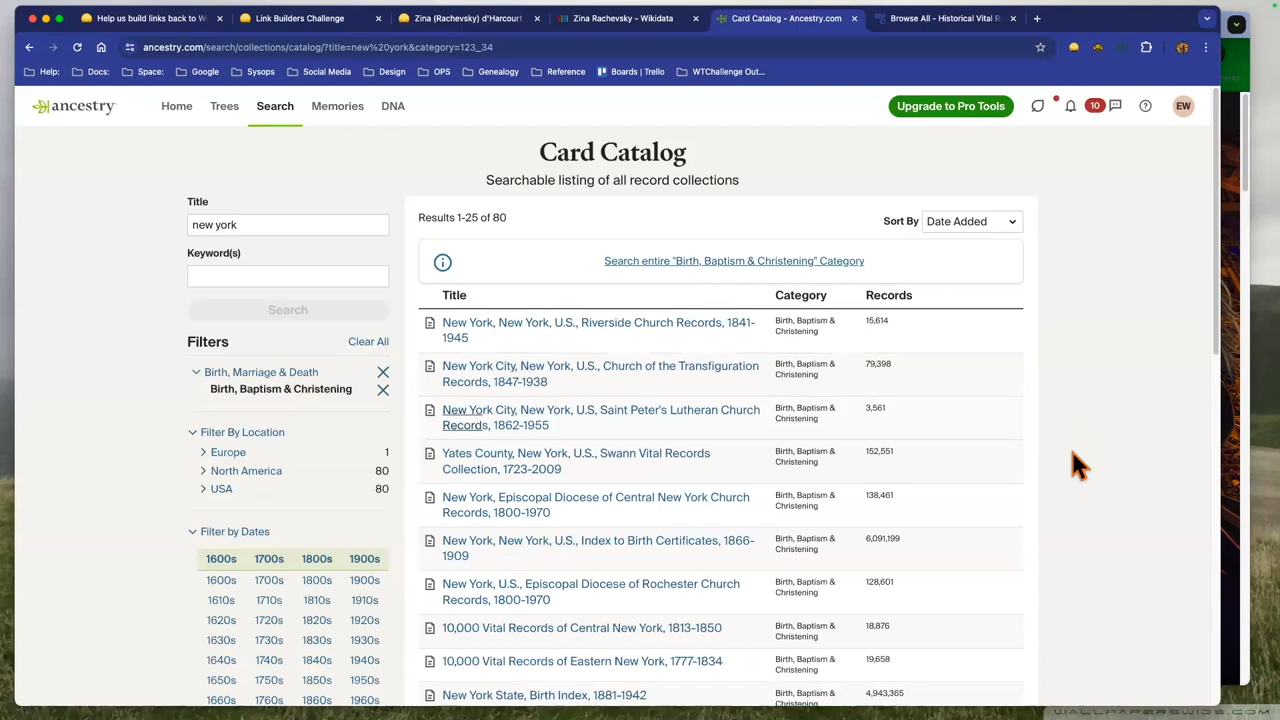 Help us build links back to W
Link Builders Challenge
Zina (Rachevsky) d'Harcourt
Zina Rachevsky - Wikidata
Card Catalog - Ancestry.com
Browse All - Historical Vital R
ancestry.com/search/collections/catalog/?title=new%20york&category=123_34
Help:
Docs:
Space:
Google
Sysops
Social Media
Design
OPS
Genealogy
Reference
Boards | Trello
WTChallenge Out...
ancestry
Home
Trees
Search
Memories
DNA
Upgrade to Pro Tools
10
EW
Card Catalog
Searchable listing of all record collections
Title
new york
Keyword(s)
Search
Filters
Clear All
Birth, Marriage & Death
Birth, Baptism & Christening
Filter By Location
Europe 1
North America 80
USA 80
Filter by Dates
1600s 1700s 1800s 1900s
1600s 1700s 1800s 1900s
1610s 1710s 1810s 1910s
1620s 1720s 1820s 1920s
1630s 1730s 1830s 1930s
1640s 1740s 1840s 1940s
1650s 1750s 1850s 1950s
1660s 1760s 1860s 1960s
Results 1-25 of 80
Sort By Date Added
Search entire "Birth, Baptism & Christening" Category
Title Category Records
New York, New York, U.S., Riverside Church Records, 1841-
1945
Birth, Baptism &
Christening
15,614
New York City, New York, U.S., Church of the Transfiguration
Records, 1847-1938
Birth, Baptism &
Christening
79,398
New York City, New York, U.S, Saint Peter's Lutheran Church
Records, 1862-1955
Birth, Baptism &
Christening
3,561
Yates County, New York, U.S., Swann Vital Records
Collection, 1723-2009
Birth, Baptism &
Christening
152,551
New York, Episcopal Diocese of Central New York Church
Records, 1800-1970
Birth, Baptism &
Christening
138,461
New York, New York, U.S., Index to Birth Certificates, 1866-
1909
Birth, Baptism &
Christening
6,091,199
New York, U.S., Episcopal Diocese of Rochester Church
Records, 1800-1970
Birth, Baptism &
Christening
128,601
10,000 Vital Records of Central New York, 1813-1850
Birth, Baptism &
Christening
18,876
10,000 Vital Records of Eastern New York, 1777-1834
Birth, Baptism &
Christening
19,658
New York State, Birth Index, 1881-1942
Birth, Baptism &
Christening
4,943,365